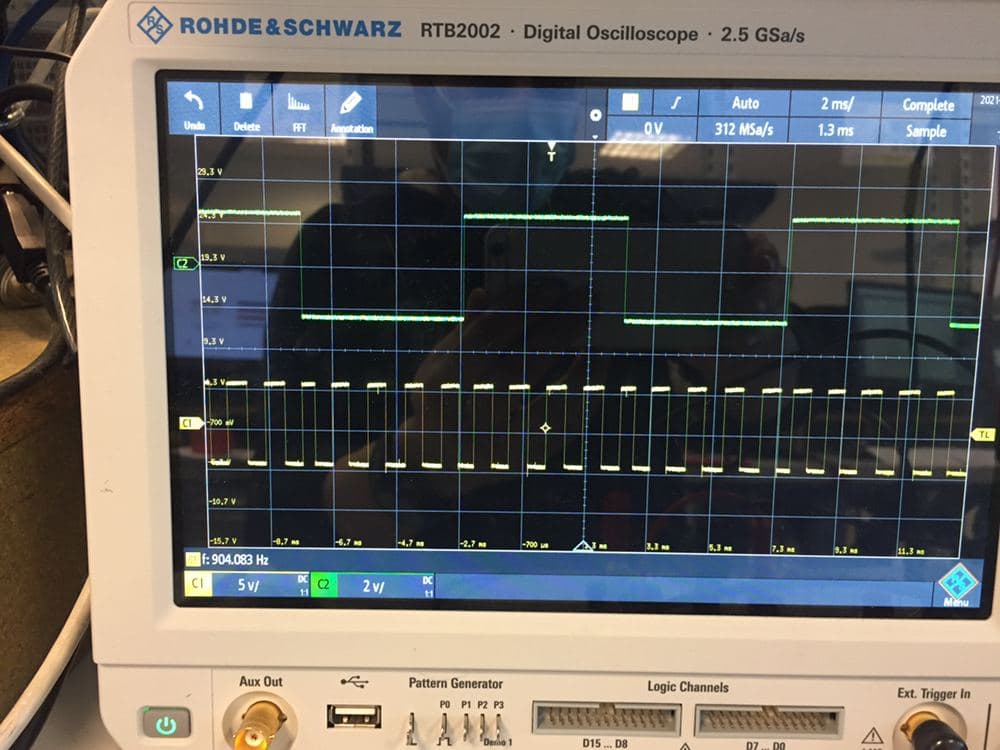 ROHDE&SCHWARZ RTB2002 · Digital Oscilloscope · 2.5 GSa/s
Undo Delete FFT Annotation
Auto 2 ms/ Complete 2021-
0 V 312 MSa/s 1.3 ms Sample
T
29,3 V
24,3 V
C2 19,3 V
14,3 V
9,3 V
4,3 V
C1 -700 mV
TL
-10,7 V
-15,7 V -8,7 ms -6,7 ms -4,7 ms -2,7 ms -700 µs 1,3 ms 3,3 ms 5,3 ms 7,3 ms 9,3 ms 11,3 ms
f: 904.083 Hz
C1 5 V/ DC 1:1 C2 2 V/ DC 1:1
Menu
Aux Out Pattern Generator Logic Channels Ext. Trigger In
P0 P1 P2 P3
Demo 1
D15 ... D8 D7 ... D0